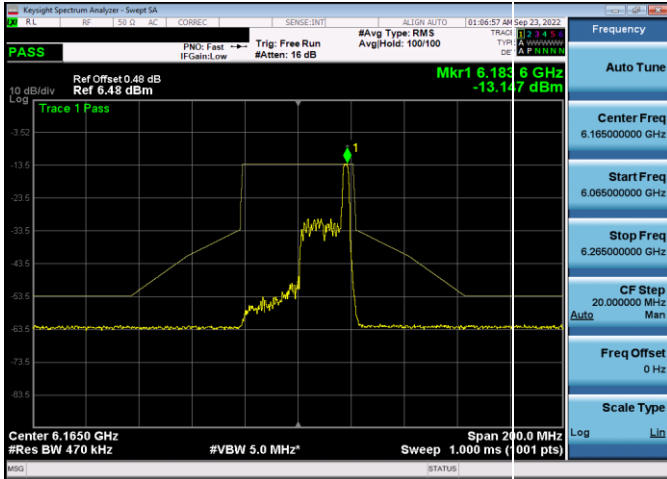 Keysight Spectrum Analyzer - Swept SA
RL RF 50 Ω AC CORREC SENSE:INT ALIGN AUTO 01:06:57 AM Sep 23, 2022
PASS
PNO: Fast
IFGain:Low
Trig: Free Run
#Atten: 16 dB
#Avg Type: RMS
Avg|Hold: 100/100
TRACE 1 2 3 4 5 6
TYPE A WWWWW
DET A P N N N N
Ref Offset 0.48 dB
10 dB/div Ref 6.48 dBm
Log
Mkr1 6.183 6 GHz
-13.147 dBm
Trace 1 Pass
1
-3.52
-13.5
-23.5
-33.5
-43.5
-53.5
-63.5
-73.5
-83.5
Center 6.1650 GHz
#Res BW 470 kHz
#VBW 5.0 MHz*
Span 200.0 MHz
Sweep 1.000 ms (1001 pts)
MSG STATUS
Frequency
Auto Tune
Center Freq
6.165000000 GHz
Start Freq
6.065000000 GHz
Stop Freq
6.265000000 GHz
CF Step
20.000000 MHz
Auto Man
Freq Offset
0 Hz
Scale Type
Log Lin